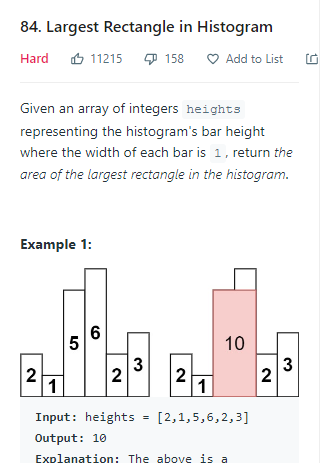 84. Largest Rectangle in Histogram
Hard 11215 158 Add to List
Given an array of integers heights
representing the histogram's bar height
where the width of each bar is 1 , return the
area of the largest rectangle in the histogram.
Example 1:
2 1 5 6 2 3
2 1 10 2 3
Input: heights = [2,1,5,6,2,3]
Output: 10
Explanation: The above is a